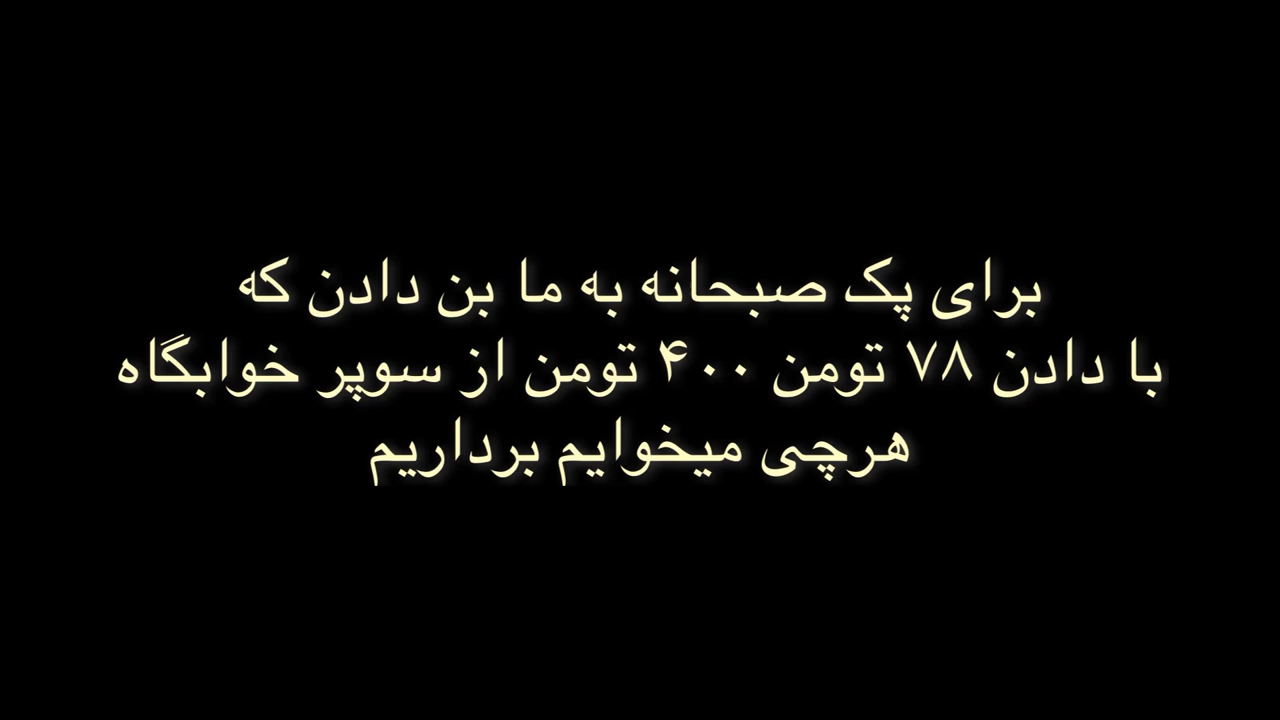 برای پک صبحانه به ما بن دادن که
با دادن ۷۸ تومن ۴۰۰ تومن از سوپر خوابگاه
هرچی میخوایم برداریم